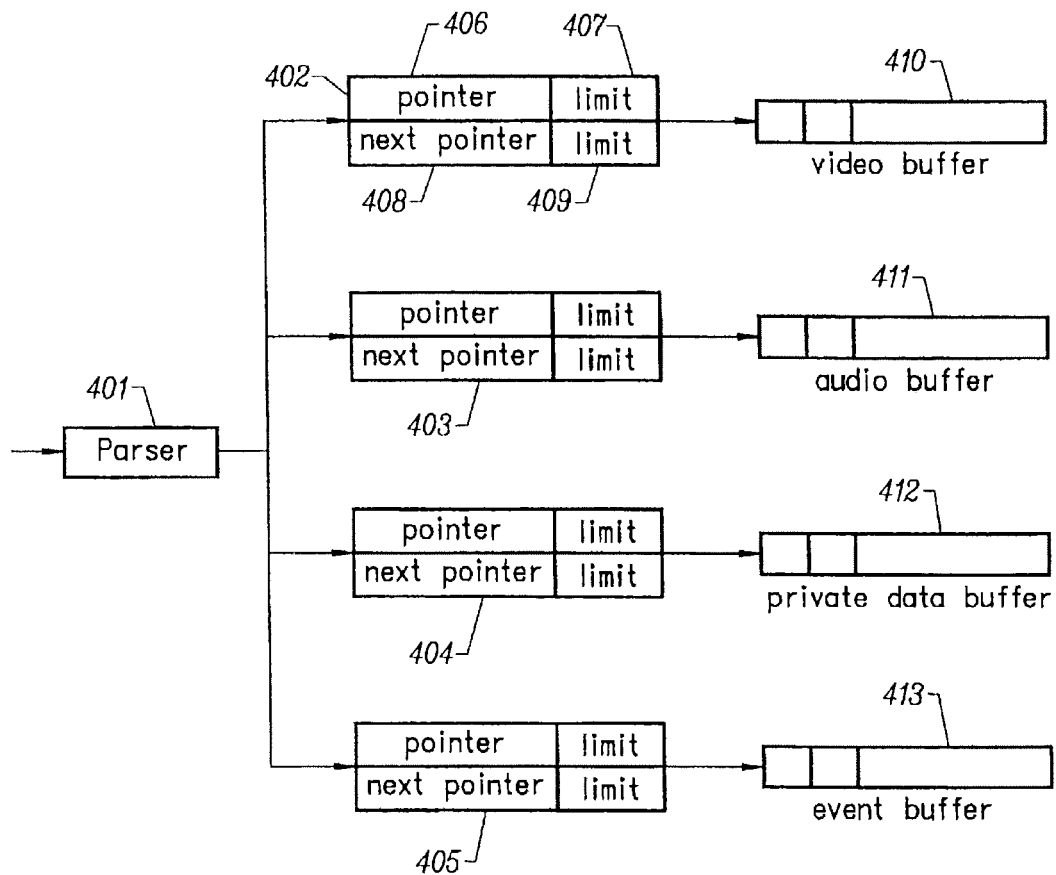 406
407
402
410
pointer limit
next pointer limit
video buffer
408
409
411
pointer limit
next pointer limit
audio buffer
401
403
Parser
412
pointer limit
next pointer limit
private data buffer
404
413
pointer limit
next pointer limit
event buffer
405